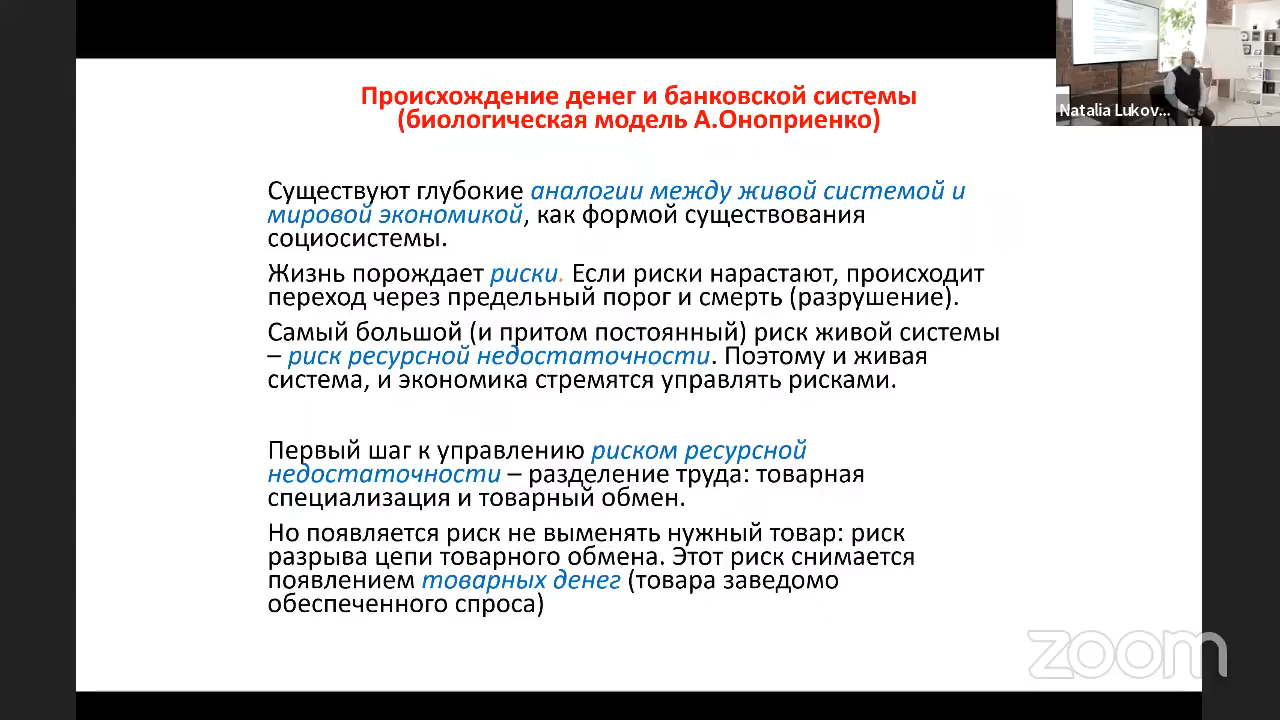 Происхождение денег и банковской системы
(биологическая модель А.Оноприенко)
Существуют глубокие аналогии между живой системой и
мировой экономикой, как формой существования
социосистемы.
Жизнь порождает риски. Если риски нарастают, происходит
переход через предельный порог и смерть (разрушение).
Самый большой (и притом постоянный) риск живой системы
– риск ресурсной недостаточности. Поэтому и живая
система, и экономика стремятся управлять рисками.
Первый шаг к управлению риском ресурсной
недостаточности – разделение труда: товарная
специализация и товарный обмен.
Но появляется риск не выменять нужный товар: риск
разрыва цепи товарного обмена. Этот риск снимается
появлением товарных денег (товара заведомо
обеспеченного спроса)
Natalia Lukov...
zoom